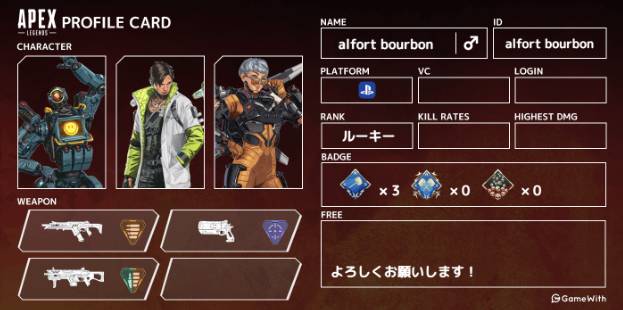 APEX
LEGENDS
PROFILE CARD
CHARACTER
WEAPON
NAME
alfort bourbon ♂
ID
alfort bourbon
PLATFORM
VC
LOGIN
RANK
ルーキー
KILL RATES
HIGHEST DMG
BADGE
×3
×0
×0
FREE
よろしくお願いします！
GameWith